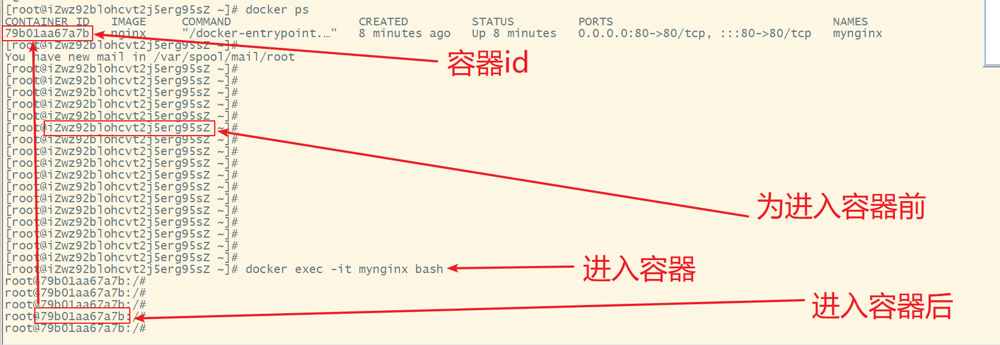 [root@iZwz92blohcvt2j5erg95sZ ~]# docker ps
CONTAINER ID IMAGE COMMAND CREATED STATUS PORTS NAMES
79b01aa67a7b nginx "/docker-entrypoint.…" 8 minutes ago Up 8 minutes 0.0.0.0:80->80/tcp, :::80->80/tcp mynginx
[root@iZwz92blohcvt2j5erg95sZ ~]#
You have new mail in /var/spool/mail/root
容器id
[root@iZwz92blohcvt2j5erg95sZ ~]#
[root@iZwz92blohcvt2j5erg95sZ ~]#
[root@iZwz92blohcvt2j5erg95sZ ~]#
[root@iZwz92blohcvt2j5erg95sZ ~]#
[root@iZwz92blohcvt2j5erg95sZ ~]#
[root@iZwz92blohcvt2j5erg95sZ ~]#
[root@iZwz92blohcvt2j5erg95sZ ~]#
[root@iZwz92blohcvt2j5erg95sZ ~]#
[root@iZwz92blohcvt2j5erg95sZ ~]#
[root@iZwz92blohcvt2j5erg95sZ ~]#
[root@iZwz92blohcvt2j5erg95sZ ~]#
[root@iZwz92blohcvt2j5erg95sZ ~]#
[root@iZwz92blohcvt2j5erg95sZ ~]#
为进入容器前
[root@iZwz92blohcvt2j5erg95sZ ~]#
[root@iZwz92blohcvt2j5erg95sZ ~]#
[root@iZwz92blohcvt2j5erg95sZ ~]#
[root@iZwz92blohcvt2j5erg95sZ ~]#
[root@iZwz92blohcvt2j5erg95sZ ~]# docker exec -it mynginx bash
进入容器
root@79b01aa67a7b:/#
root@79b01aa67a7b:/#
root@79b01aa67a7b:/#
进入容器后
root@79b01aa67a7b:/#
root@79b01aa67a7b:/#